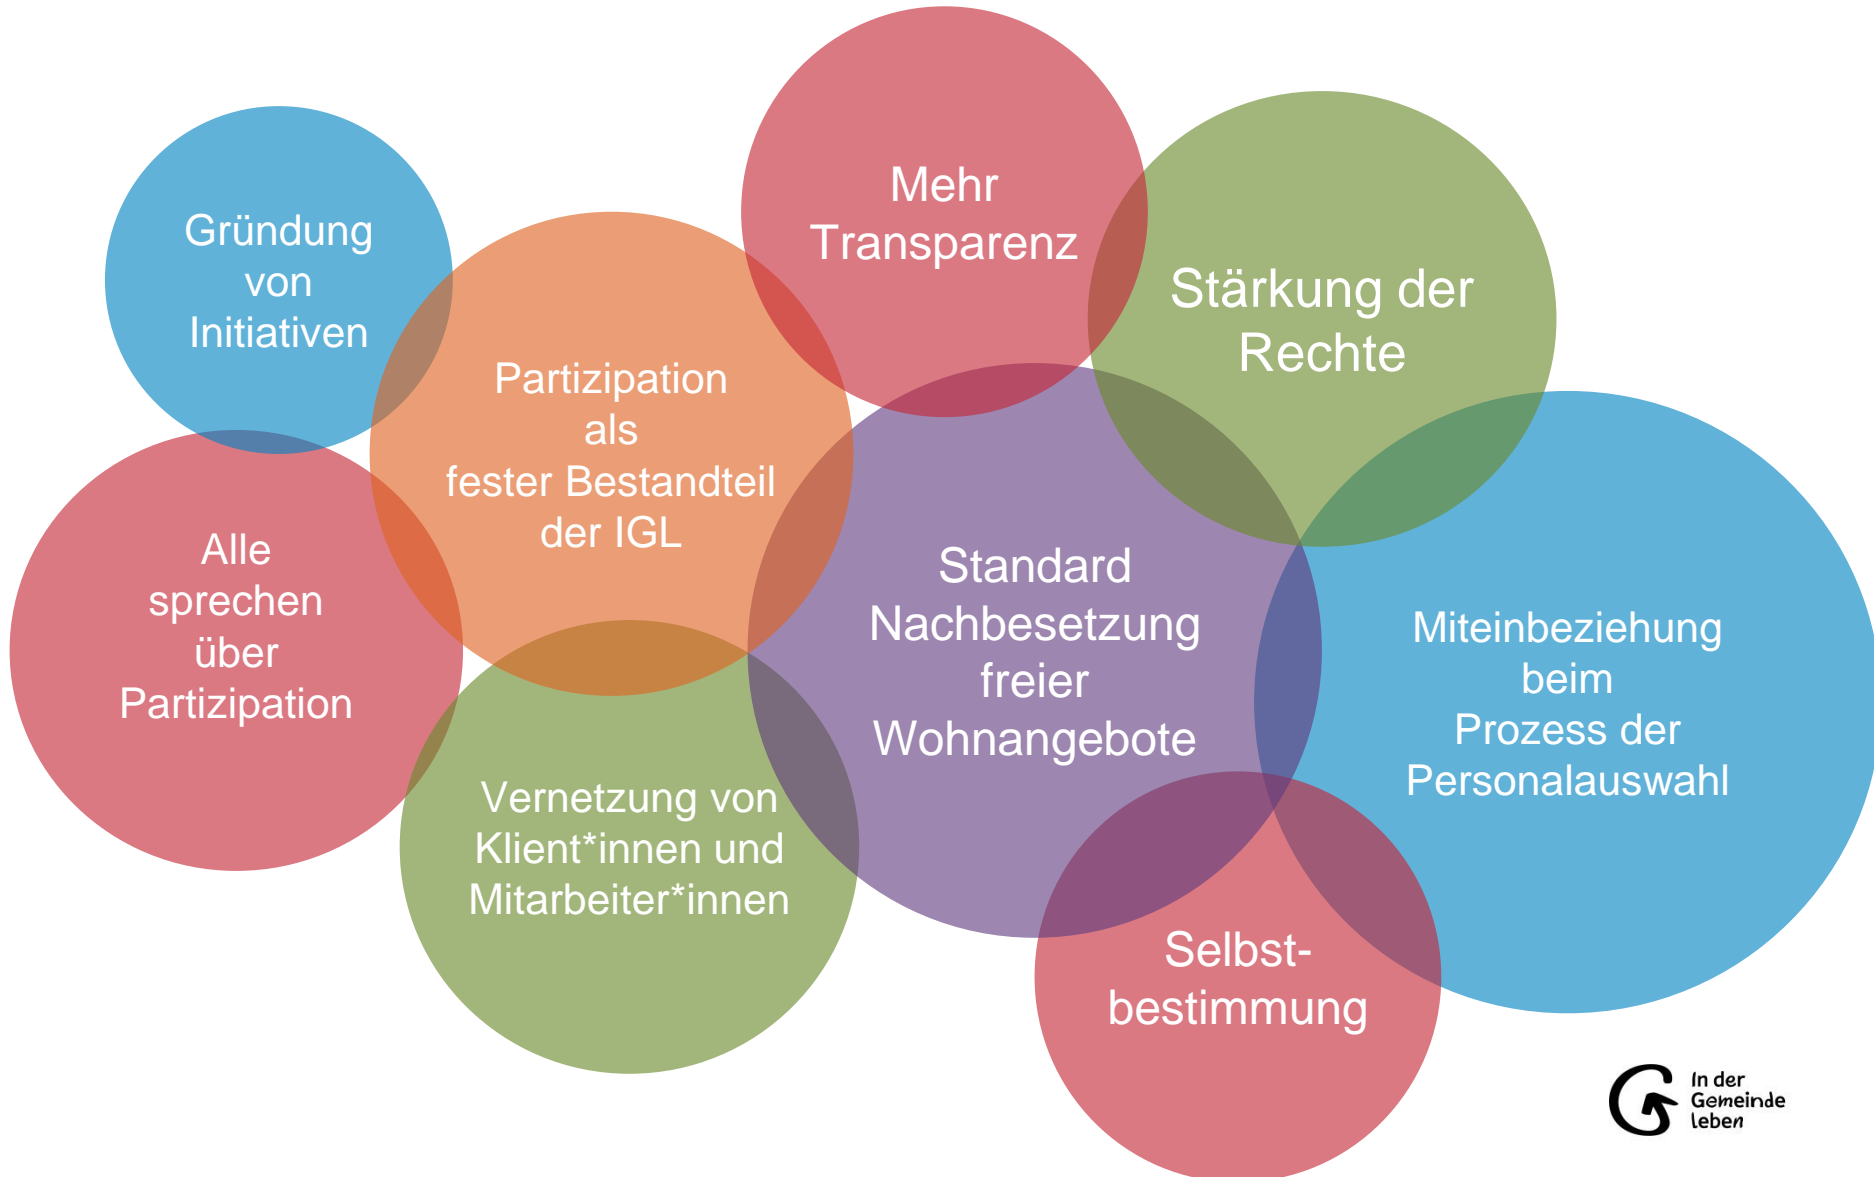 Gründung
von
Initiativen
Alle
sprechen
über
Partizipation
Partizipation
als
fester Bestandteil
der IGL
Vernetzung von
Klient*innen und
Mitarbeiter*innen
Mehr
Transparenz
Stärkung der
Rechte
Standard
Nachbesetzung
freier
Wohnangebote
Miteinbeziehung
beim
Prozess der
Personalauswahl
Selbst-
bestimmung
In der
Gemeinde
leben